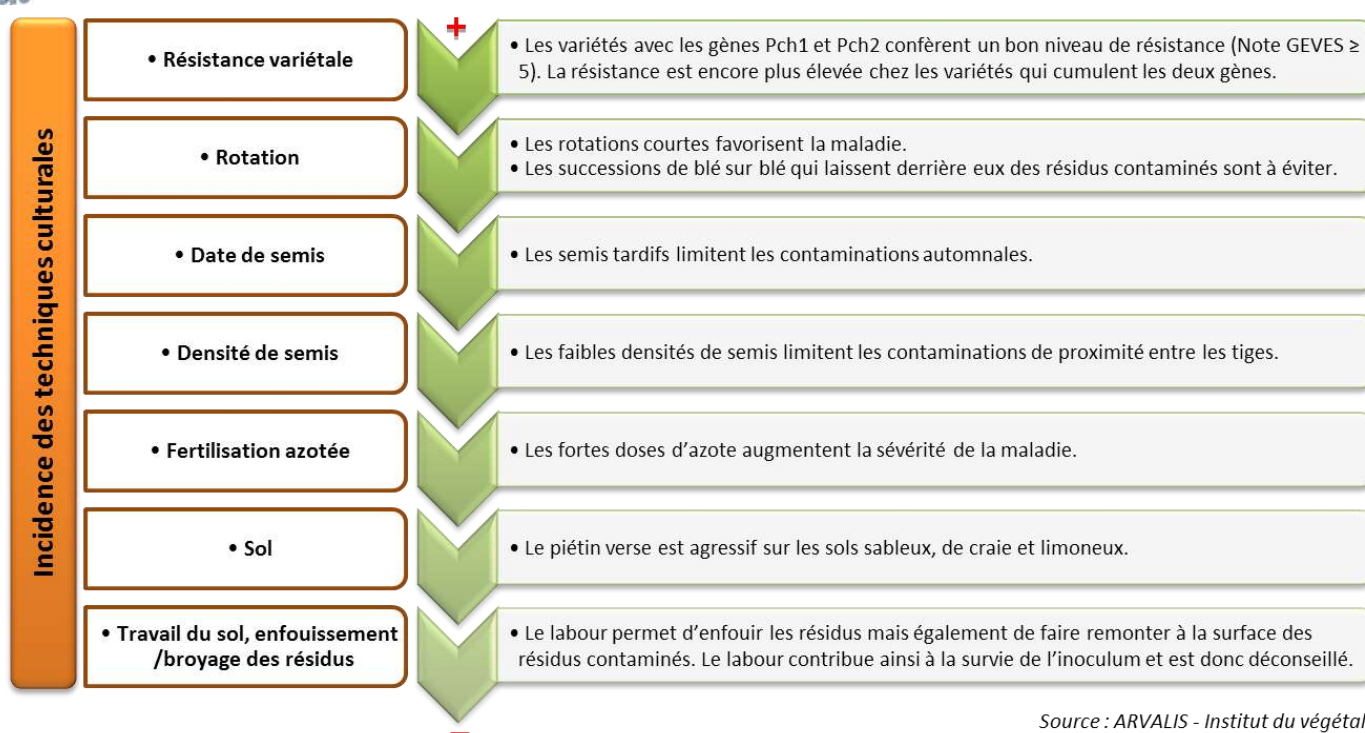 Incidence des techniques culturales
+
• Résistance variétale
• Les variétés avec les gènes Pch1 et Pch2 confèrent un bon niveau de résistance (Note GEVES ≥
5). La résistance est encore plus élevée chez les variétés qui cumulent les deux gènes.
• Rotation
• Les rotations courtes favorisent la maladie.
• Les successions de blé sur blé qui laissent derrière eux des résidus contaminés sont à éviter.
• Date de semis
• Les semis tardifs limitent les contaminations automnales.
• Densité de semis
• Les faibles densités de semis limitent les contaminations de proximité entre les tiges.
• Fertilisation azotée
• Les fortes doses d’azote augmentent la sévérité de la maladie.
• Sol
• Le piétin verse est agressif sur les sols sableux, de craie et limoneux.
• Travail du sol, enfouissement
/broyage des résidus
• Le labour permet d’enfouir les résidus mais également de faire remonter à la surface des
résidus contaminés. Le labour contribue ainsi à la survie de l’inoculum et est donc déconseillé.
Source : ARVALIS - Institut du végétal